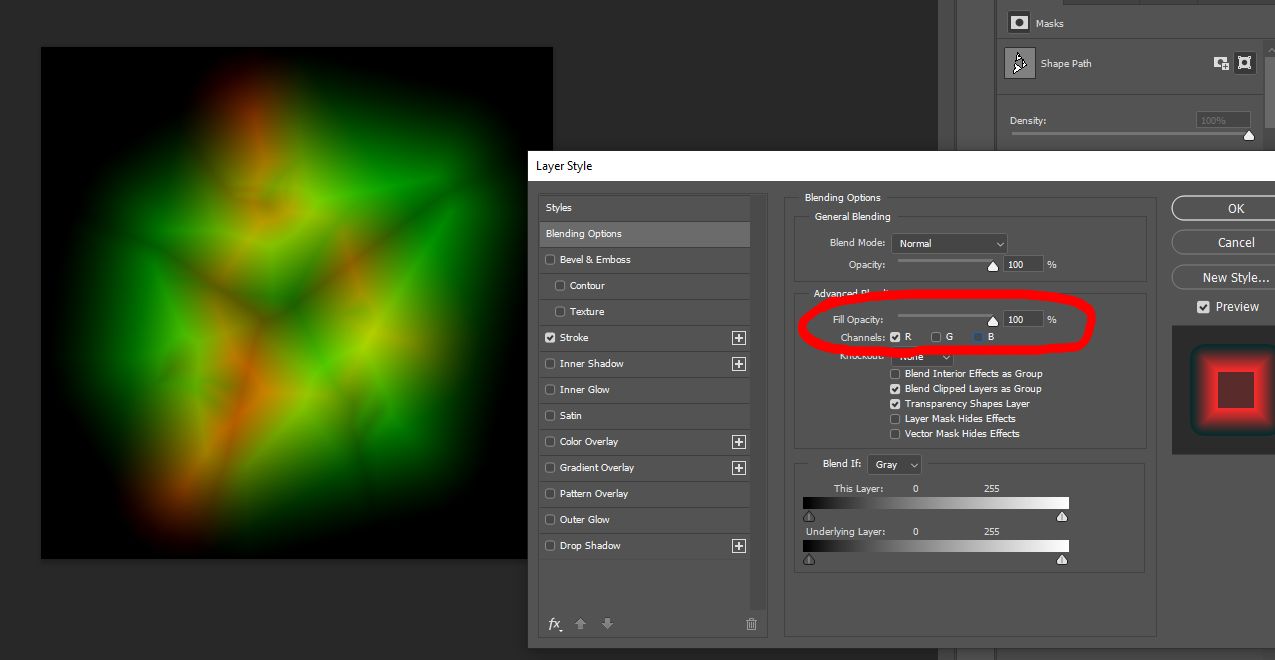 Masks
Shape Path
Density:
100%
Layer Style
Styles
Blending Options
Bevel & Emboss
Contour
Texture
Stroke
Inner Shadow
Inner Glow
Satin
Color Overlay
Gradient Overlay
Pattern Overlay
Outer Glow
Drop Shadow
fx
Blending Options
General Blending
Blend Mode: Normal
Opacity: 100 %
Advanced
Fill Opacity: 100 %
Channels: R G B
Knockout: None
Blend Interior Effects as Group
Blend Clipped Layers as Group
Transparency Shapes Layer
Layer Mask Hides Effects
Vector Mask Hides Effects
Blend If: Gray
This Layer: 0 255
Underlying Layer: 0 255
OK
Cancel
New Style...
Preview